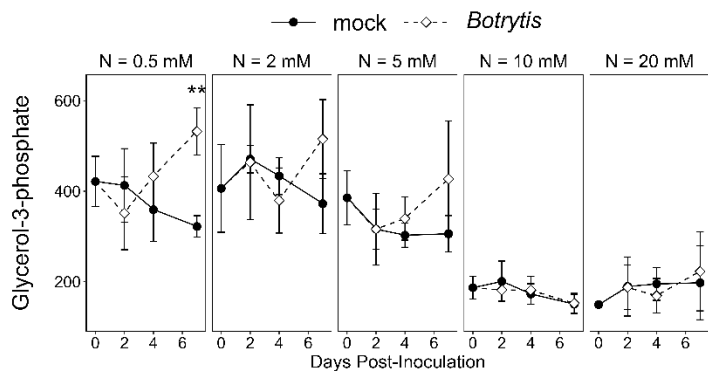 mock Botrytis
N = 0.5 mM N = 2 mM N = 5 mM N = 10 mM N = 20 mM
**
600
400
200
Glycerol-3-phosphate
0 2 4 6 0 2 4 6 0 2 4 6 0 2 4 6 0 2 4 6
Days Post-Inoculation